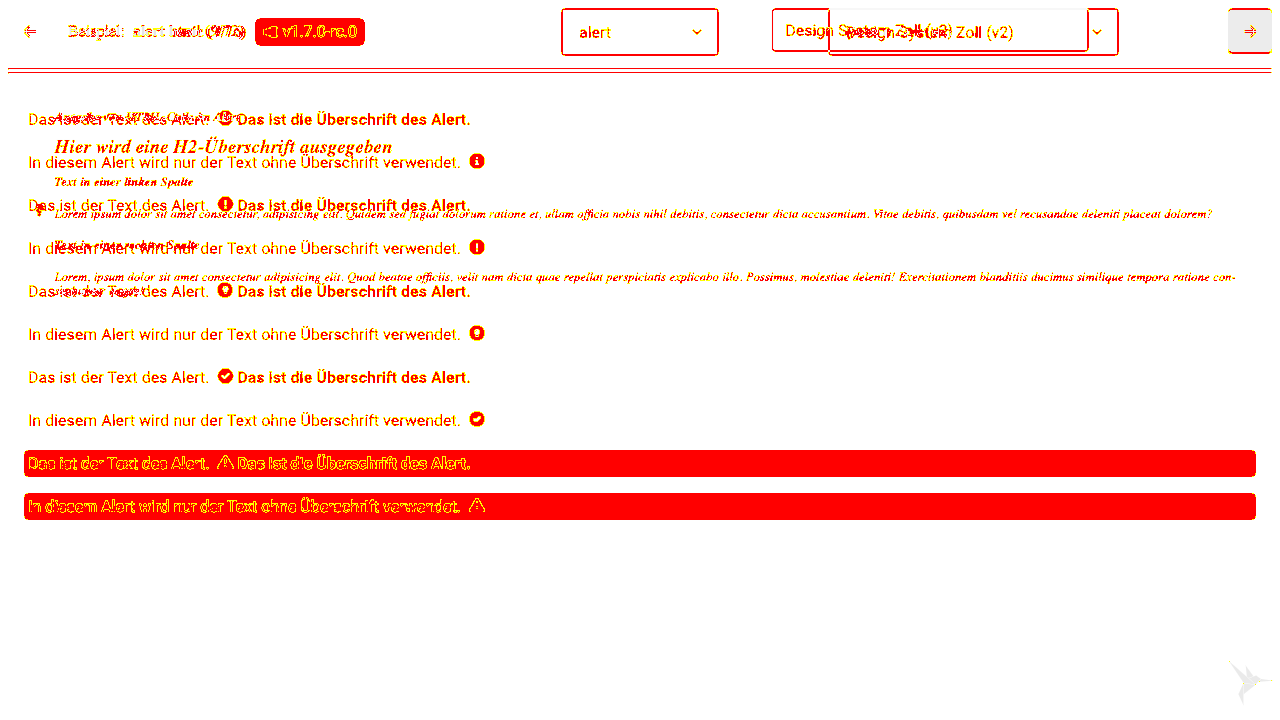 v1.7.0-rc.0
alert
Design System Zoll (v2)
Das ist der Text des Alert. Das ist die Überschrift des Alert.
Hier wird eine H2-Überschrift ausgegeben
In diesem Alert wird nur der Text ohne Überschrift verwendet.
Text in einer linken Spalte
Das ist der Text des Alert. Das ist die Überschrift des Alert.
Lorem ipsum dolor sit amet consectetur, adipisicing elit. Quidem sed fugiat dolorum ratione et, ullam officia nobis nihil debitis, consectetur dicta accusantium. Vitae debitis, quibusdam vel recusandae deleniti placeat dolorem?
Text in einer rechten Spalte
In diesem Alert wird nur der Text ohne Überschrift verwendet.
Lorem, ipsum dolor sit amet consectetur adipisicing elit. Quod beatae officiis, velit nam dicta quae repellat perspiciatis explicabo illo. Possimus, molestiae deleniti! Exercitationem blanditiis ducimus similique tempora ratione con-
Das ist der Text des Alert. Das ist die Überschrift des Alert.
In diesem Alert wird nur der Text ohne Überschrift verwendet.
Das ist der Text des Alert. Das ist die Überschrift des Alert.
In diesem Alert wird nur der Text ohne Überschrift verwendet.
Das ist der Text des Alert. Das ist die Überschrift des Alert.
In diesem Alert wird nur der Text ohne Überschrift verwendet.